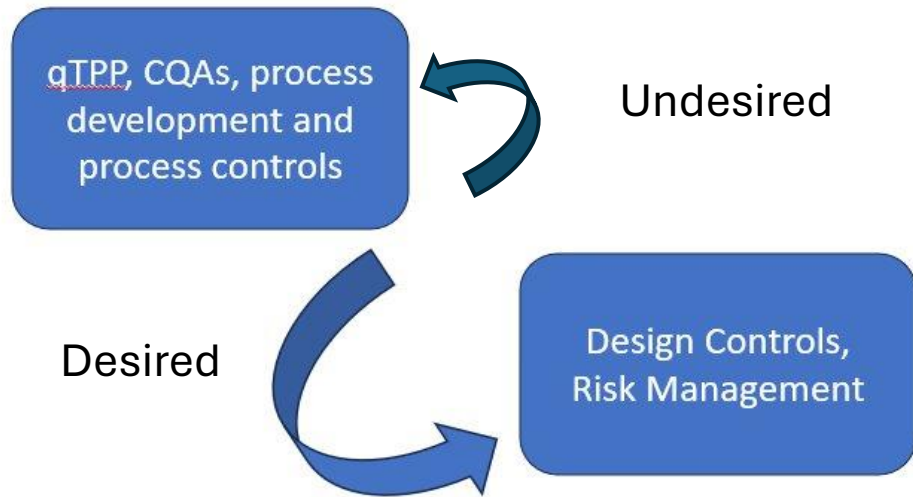 qTPP, CQAs, process
development and
process controls
Undesired
Desired
Design Controls,
Risk Management